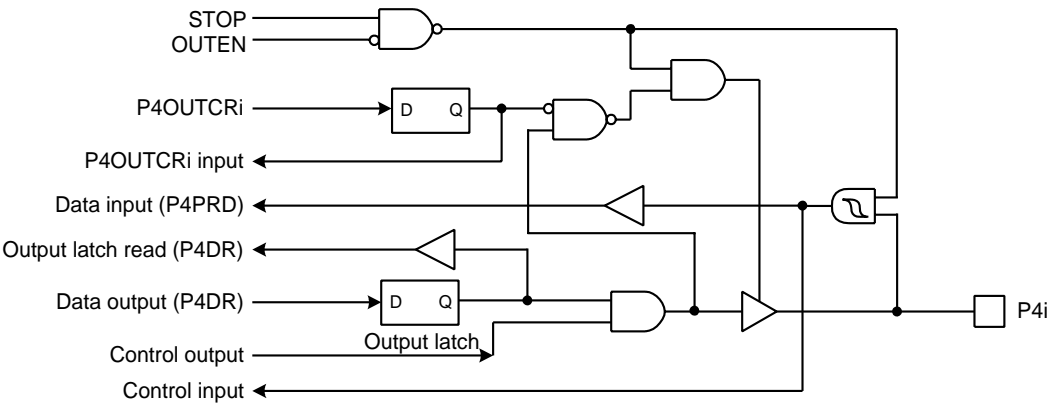 STOP
OUTEN
P4OUTCRi
D Q
P4OUTCRi input
Data input (P4PRD)
Output latch read (P4DR)
Data output (P4DR)
D Q
P4i
Output latch
Control output
Control input